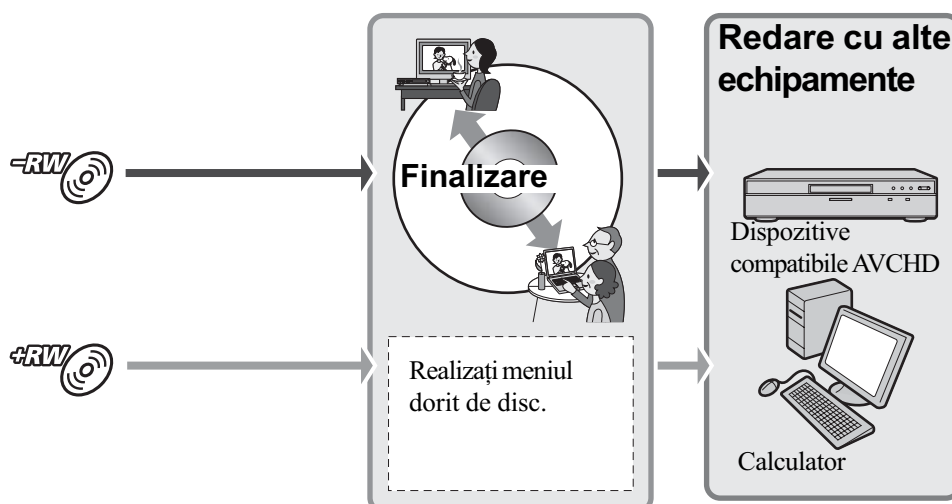 Redare cu alte
echipamente
-RW
Finalizare
Dispozitive
compatibile AVCHD
+RW
Realizați meniul
dorit de disc.
Calculator